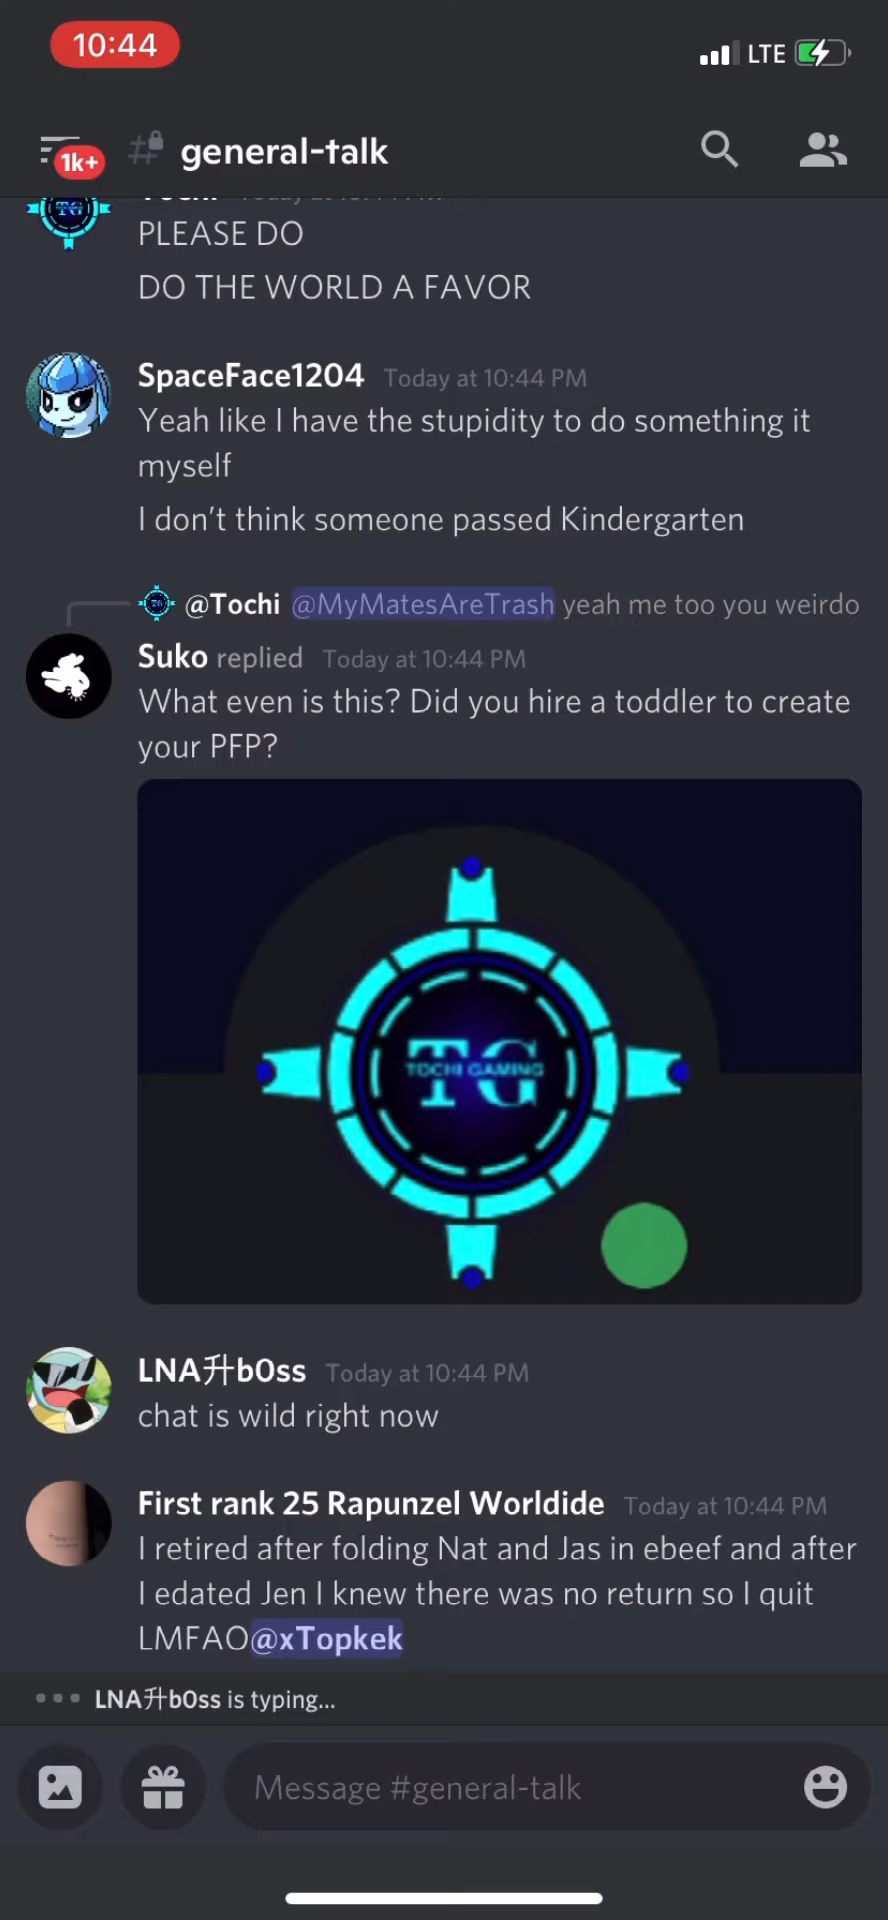 10:44
LTE
1k+
general-talk
PLEASE DO
DO THE WORLD A FAVOR
SpaceFace1204 Today at 10:44 PM
Yeah like I have the stupidity to do something it
myself
I don’t think someone passed Kindergarten
@Tochi @MyMatesAreTrash yeah me too you weirdo
Suko replied Today at 10:44 PM
What even is this? Did you hire a toddler to create
your PFP?
TG
TOCHI GAMING
LNA升b0ss Today at 10:44 PM
chat is wild right now
First rank 25 Rapunzel Worldide Today at 10:44 PM
I retired after folding Nat and Jas in ebeef and after
I edated Jen I knew there was no return so I quit
LMFAO@xTopkek
LNA升b0ss is typing...
Message #general-talk